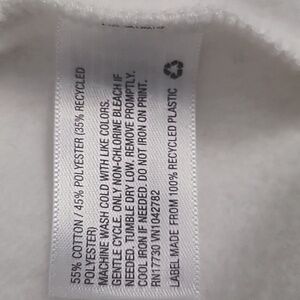 55% COTTON / 45% POLYESTER (35% RECYCLED
POLYESTER)
MACHINE WASH COLD WITH LIKE COLORS.
GENTLE CYCLE. ONLY NON-CHLORINE BLEACH IF
NEEDED. TUMBLE DRY LOW. REMOVE PROMPTLY.
COOL IRON IF NEEDED. DO NOT IRON ON PRINT.
RN17730 VN1042782
LABEL MADE FROM 100% RECYCLED PLASTIC